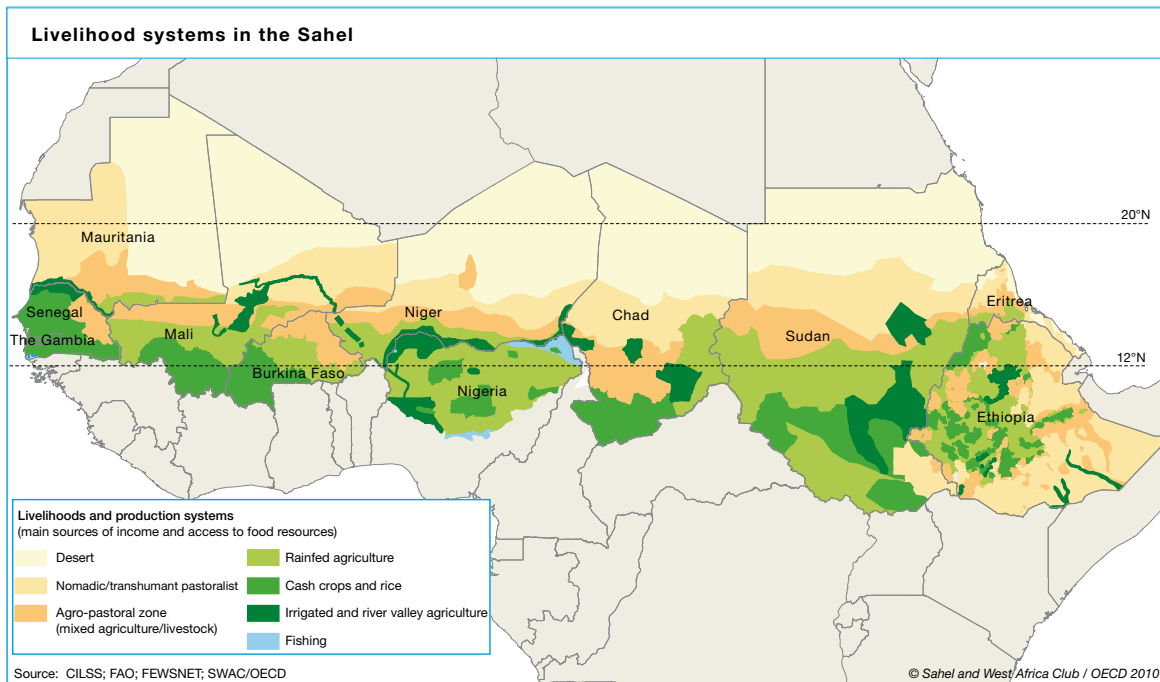 Livelihood systems in the Sahel
20°N
Mauritania
Senegal
The Gambia
Mali
Burkina Faso
Niger
Nigeria
Chad
Sudan
Eritrea
12°N
Ethiopia
Livelihoods and production systems
(main sources of income and access to food resources)
Desert
Nomadic/transhumant pastoralist
Agro-pastoral zone
(mixed agriculture/livestock)
Rainfed agriculture
Cash crops and rice
Irrigated and river valley agriculture
Fishing
Source: CILSS; FAO; FEWSNET; SWAC/OECD
© Sahel and West Africa Club / OECD 2010